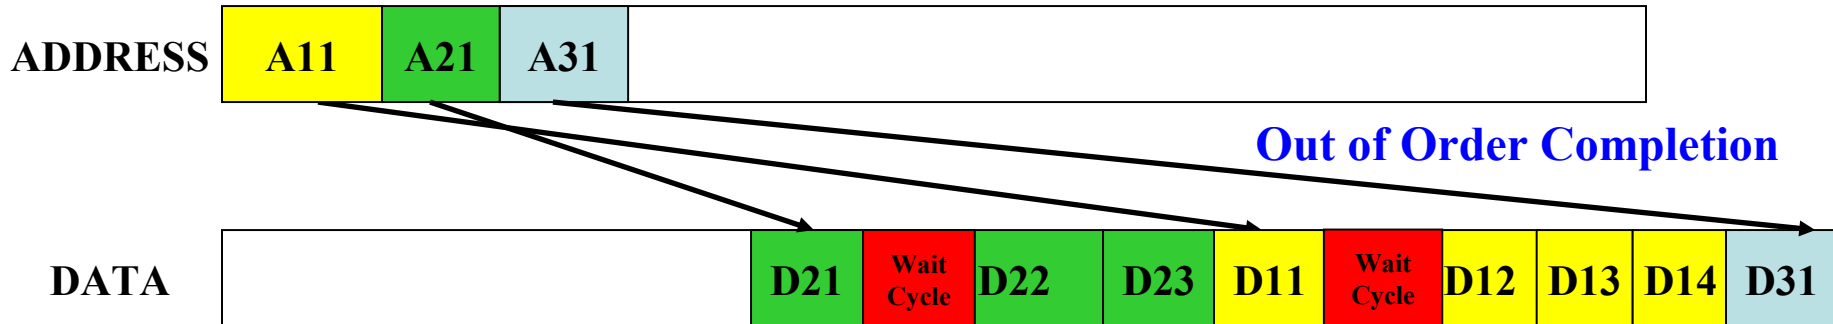 ADDRESS A11 A21 A31
Out of Order Completion
DATA D21 Wait Cycle D22 D23 D11 Wait Cycle D12 D13 D14 D31